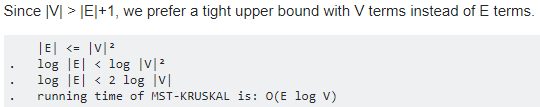 Since |V| > |E|+1, we prefer a tight upper bound with V terms instead of E terms.
|E| <= |V|²
. log |E| < log |V|²
. log |E| < 2 log |V|
. running time of MST-KRUSKAL is: O(E log V)